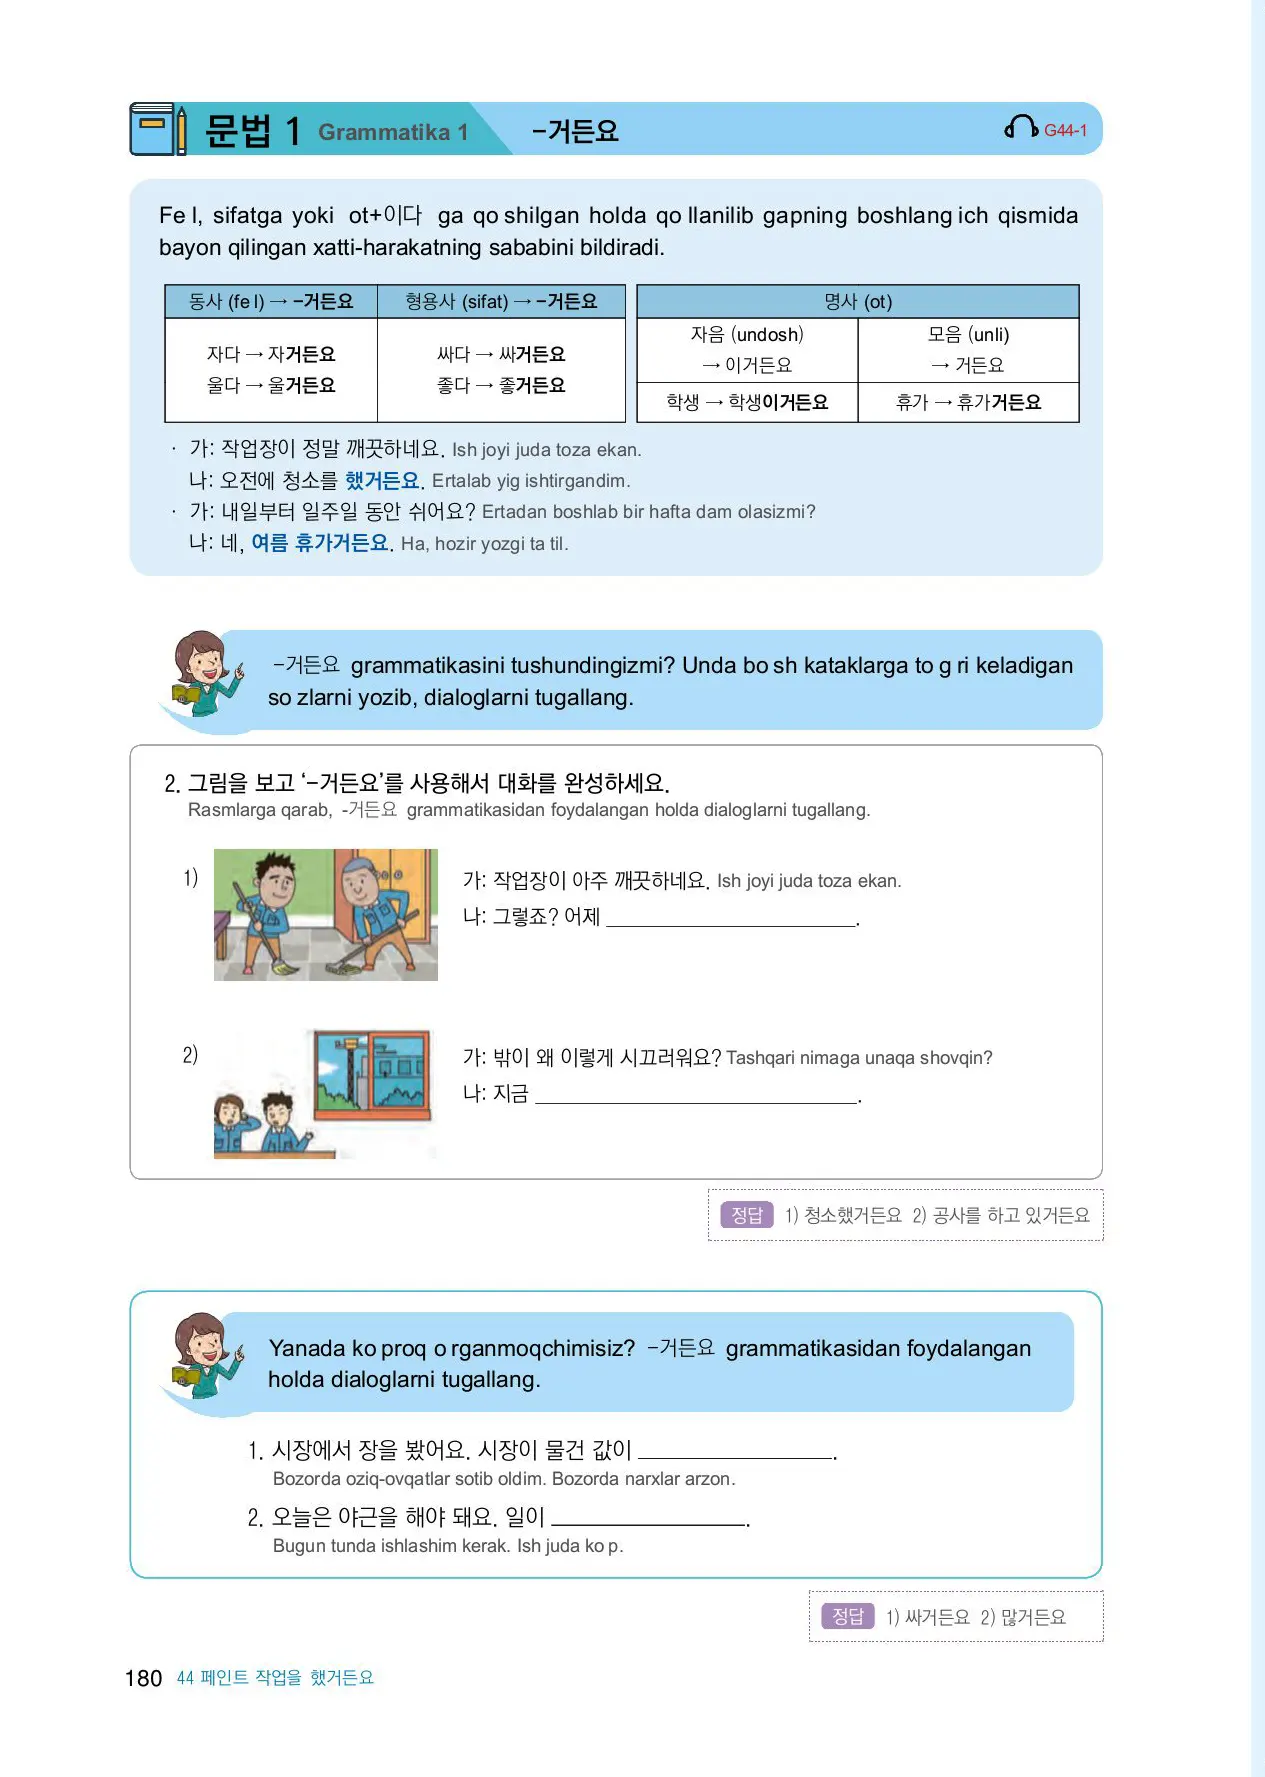 문법 1 Grammatika 1 -거든요 G44-1
Fe l, sifatga yoki ot+이다 ga qo shilgan holda qo llanilib gapning boshlang ich qismida
bayon qilingan xatti-harakatning sababini bildiradi.
동사 (fe l) → -거든요 형용사 (sifat) → -거든요 명사 (ot)
자음 (undosh) 모음 (unli)
→ 이거든요 → 거든요
자다 → 자거든요 싸다 → 싸거든요
울다 → 울거든요 좋다 → 좋거든요
학생 → 학생이거든요 휴가 → 휴가거든요
· 가: 작업장이 정말 깨끗하네요. Ish joyi juda toza ekan.
나: 오전에 청소를 했거든요. Ertalab yig ishtirgandim.
· 가: 내일부터 일주일 동안 쉬어요? Ertadan boshlab bir hafta dam olasizmi?
나: 네, 여름 휴가거든요. Ha, hozir yozgi ta til.
-거든요 grammatikasini tushundingizmi? Unda bo sh kataklarga to g ri keladigan
so zlarni yozib, dialoglarni tugallang.
2. 그림을 보고 ‘-거든요’를 사용해서 대화를 완성하세요.
Rasmlarga qarab, -거든요 grammatikasidan foydalangan holda dialoglarni tugallang.
1)
가: 작업장이 아주 깨끗하네요. Ish joyi juda toza ekan.
나: 그렇죠? 어제 ____________________.
2)
가: 밖이 왜 이렇게 시끄러워요? Tashqari nimaga unaqa shovqin?
나: 지금 ____________________.
정답 1) 청소했거든요 2) 공사를 하고 있거든요
Yanada ko proq o rganmoqchimisiz? -거든요 grammatikasidan foydalangan
holda dialoglarni tugallang.
1. 시장에서 장을 봤어요. 시장이 물건 값이 ____________________.
Bozorda oziq-ovqatlar sotib oldim. Bozorda narxlar arzon.
2. 오늘은 야근을 해야 돼요. 일이 ____________________.
Bugun tunda ishlashim kerak. Ish juda ko p.
정답 1) 싸거든요 2) 많거든요
180 44 페인트 작업을 했거든요